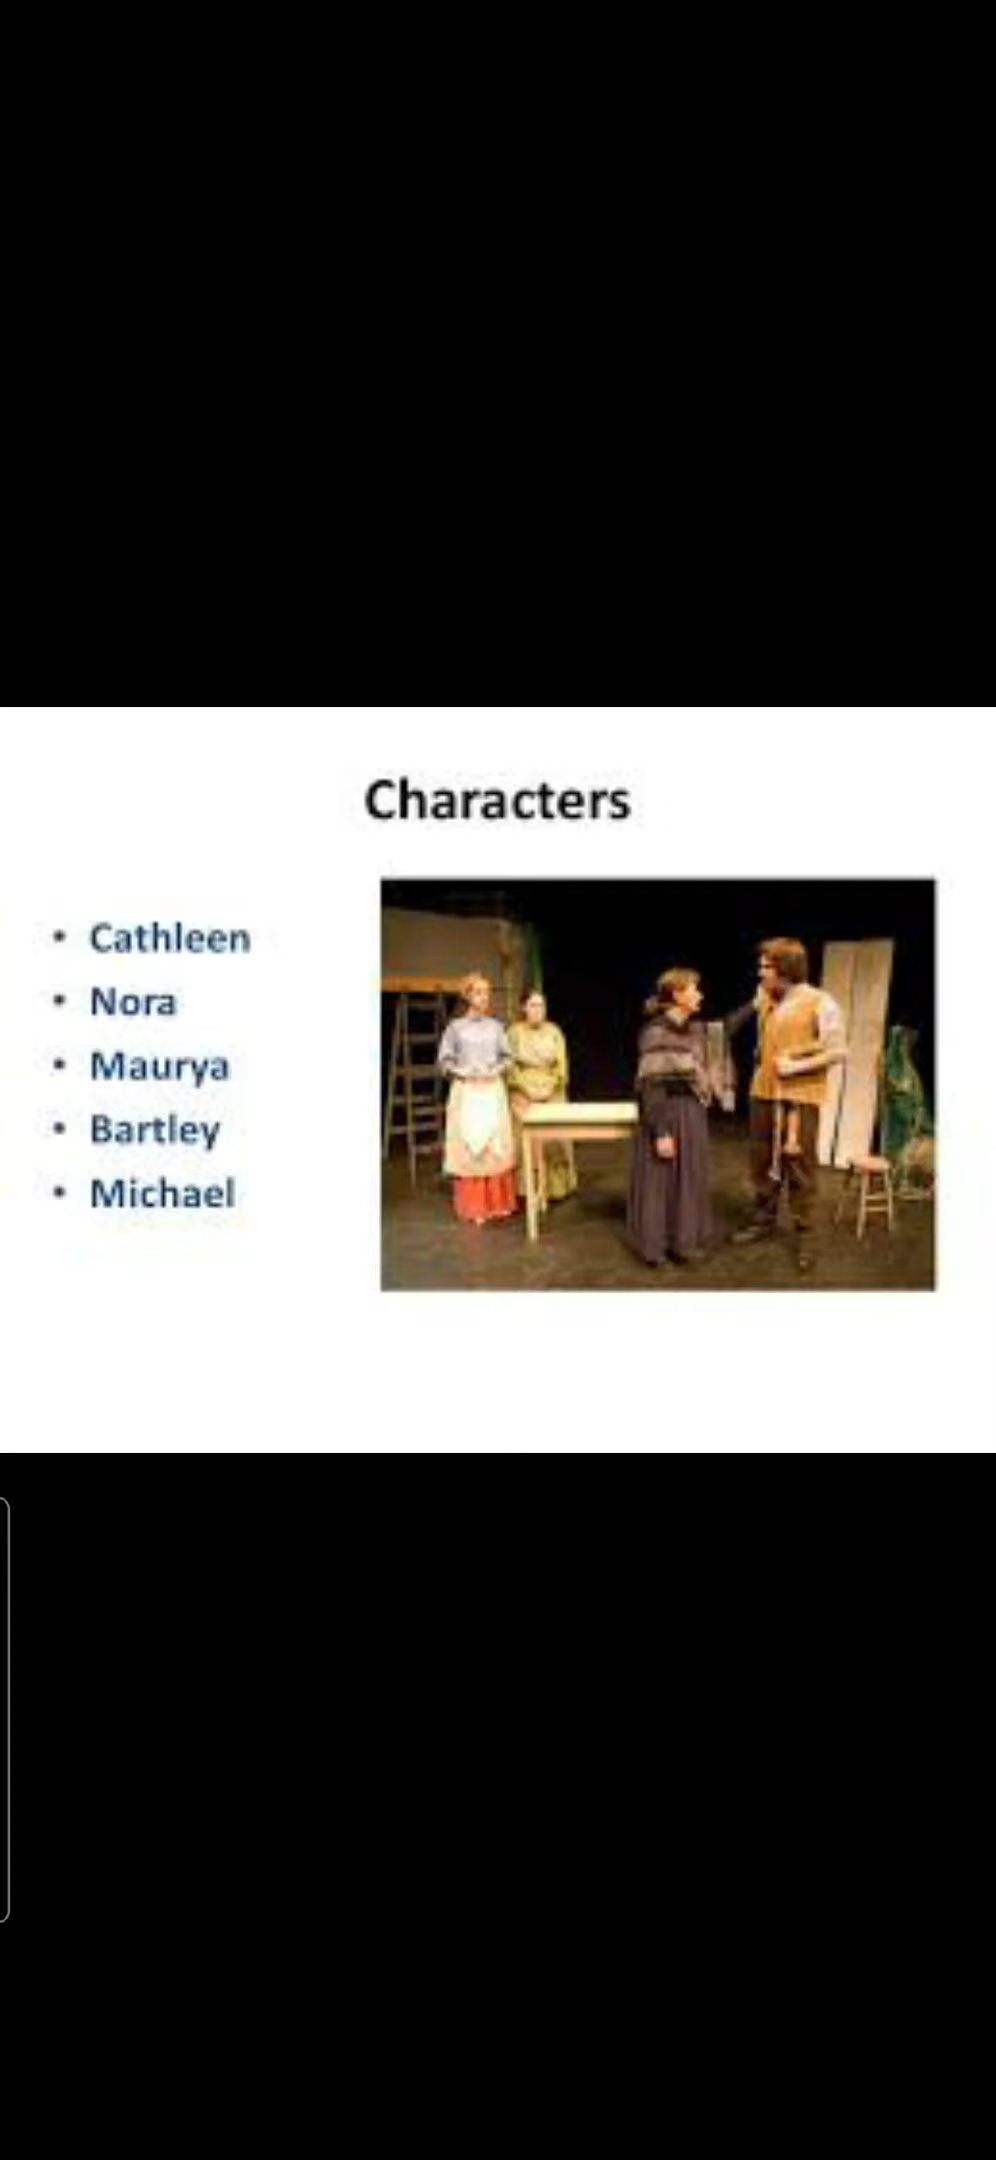 Characters
• Cathleen
• Nora
• Maurya
• Bartley
• Michael